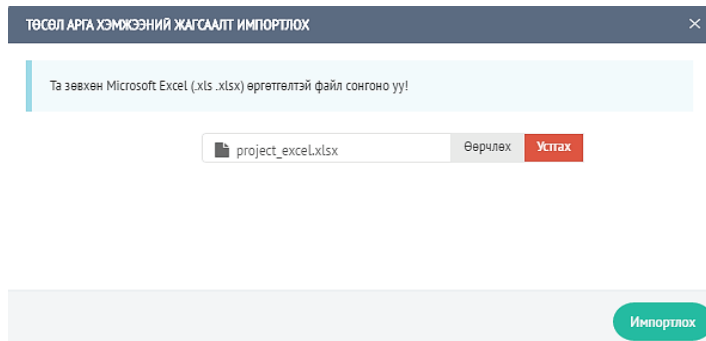 ТӨСӨЛ АРГА ХЭМЖЭЭНИЙ ЖАГСААЛТ ИМПОРТЛОХ
Та зөвхөн Microsoft Excel (.xls .xlsx) өргөтгөлтэй файл сонгоно уу!
project_excel.xlsx Өөрчлөх Устгах
Импортлох